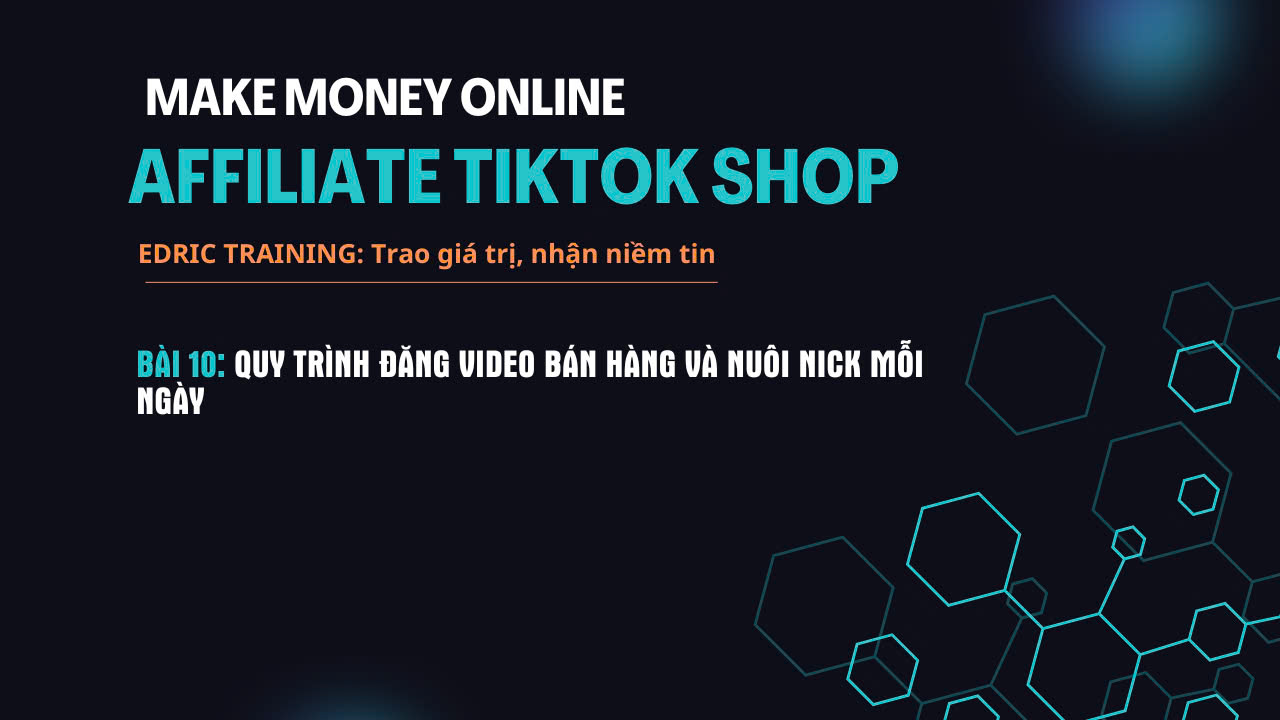 MAKE MONEY ONLINE
AFFILIATE TIKTOK SHOP
EDRIC TRAINING: Trao giá trị, nhận niềm tin
BÀI 10: QUY TRÌNH ĐĂNG VIDEO BÁN HÀNG VÀ NUÔI NICK MỖI
NGÀY